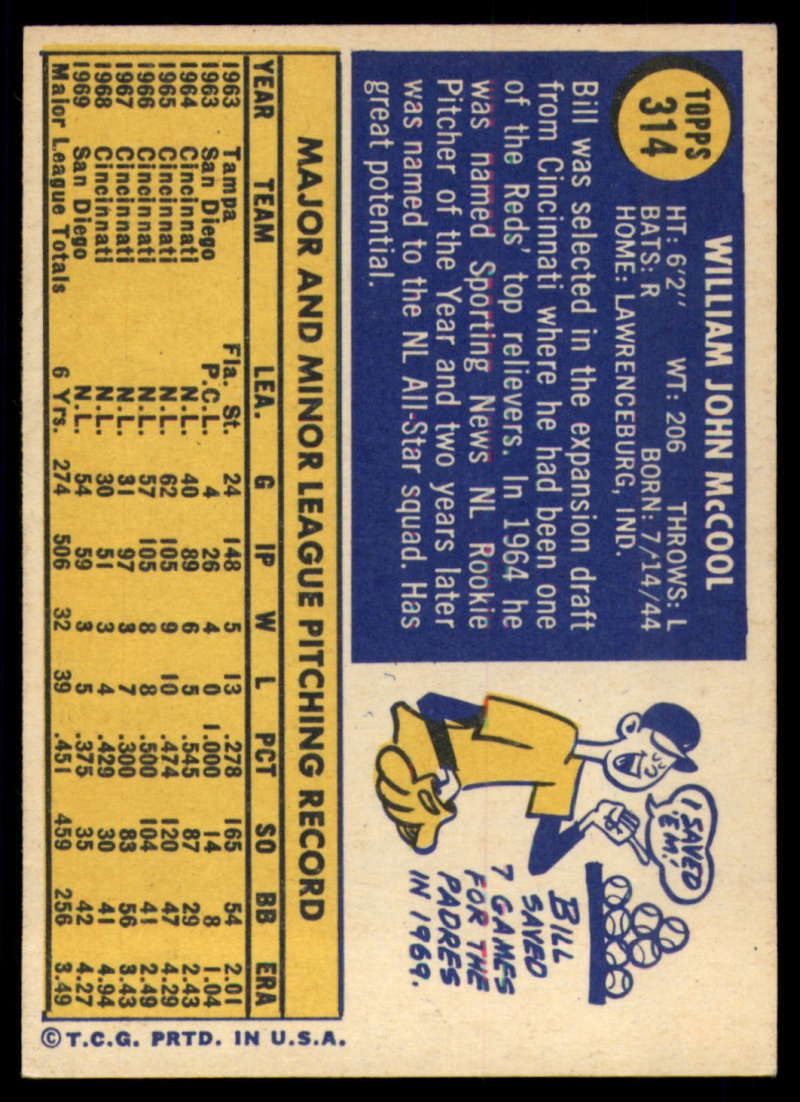 TOPPS
314
WILLIAM JOHN McCOOL
HT: 6'2" WT: 206 THROWS: L
BATS: R BORN: 7/14/44
HOME: LAWRENCEBURG, IND.
Bill was selected in the expansion draft
from Cincinnati where he had been one
of the Reds' top relievers. In 1964 he
was named Sporting News NL Rookie
Pitcher of the Year and two years later
was named to the NL All-Star squad. Has
great potential.
I SAVED
'EM!
BILL
SAVED
7 GAMES
FOR THE
PADRES
IN 1969.
MAJOR AND MINOR LEAGUE PITCHING RECORD
YEAR TEAM LEA. G IP W L PCT SO BB ERA
1963 Tampa Fla. St. 24 148 5 13 .278 165 54 2.01
1963 San Diego P.C.L. 4 26 4 0 1.000 14 8 1.04
1964 Cincinnati N.L. 40 89 6 5 .545 87 29 2.43
1965 Cincinnati N.L. 62 105 9 10 .474 120 47 4.29
1966 Cincinnati N.L. 57 105 8 8 .500 104 41 2.49
1967 Cincinnati N.L. 31 97 3 7 .300 83 56 3.43
1968 Cincinnati N.L. 30 51 3 4 .429 30 41 4.94
1969 San Diego N.L. 54 59 3 5 .375 35 42 4.27
Major League Totals 6 Yrs. 274 506 32 39 .451 459 256 3.49
© T.C.G. PRTD. IN U.S.A.